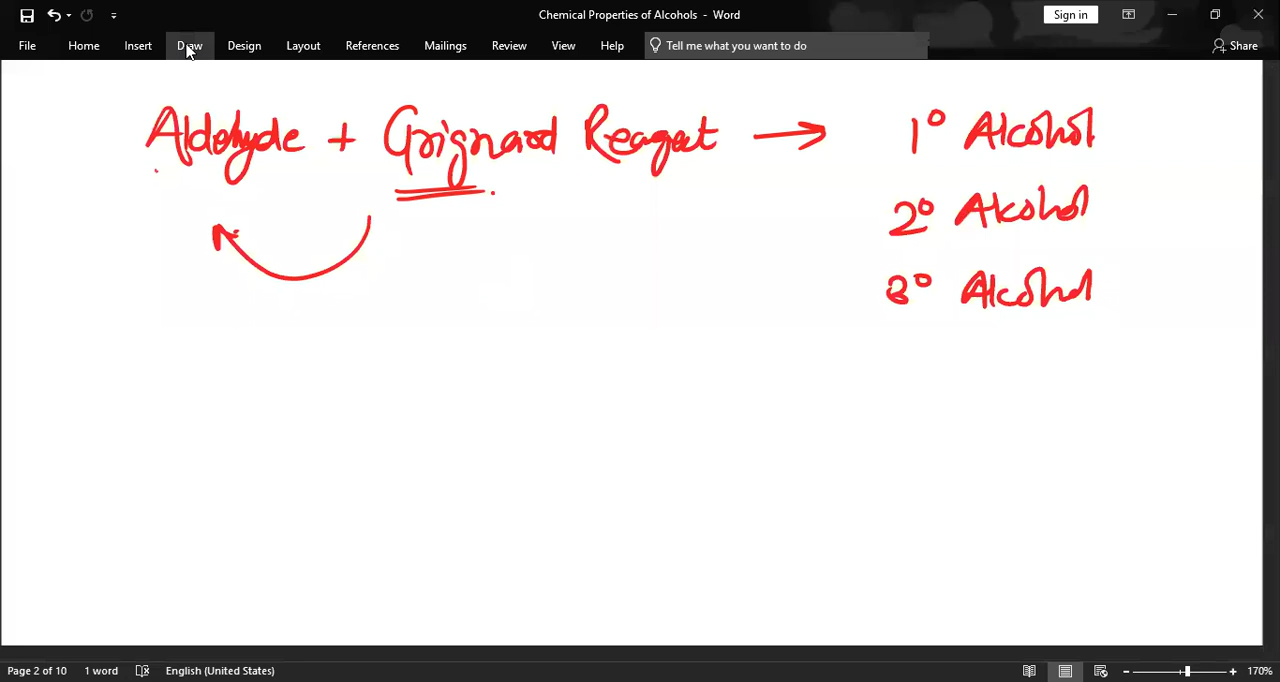 Chemical Properties of Alcohols - Word
Sign in
File Home Insert Draw Design Layout References Mailings Review View Help Tell me what you want to do Share
Aldehyde + Grignard Reaget → 1° Alcohol
2° Alcohol
3° Alcohol
Page 2 of 10 1 word English (United States) - + 170%